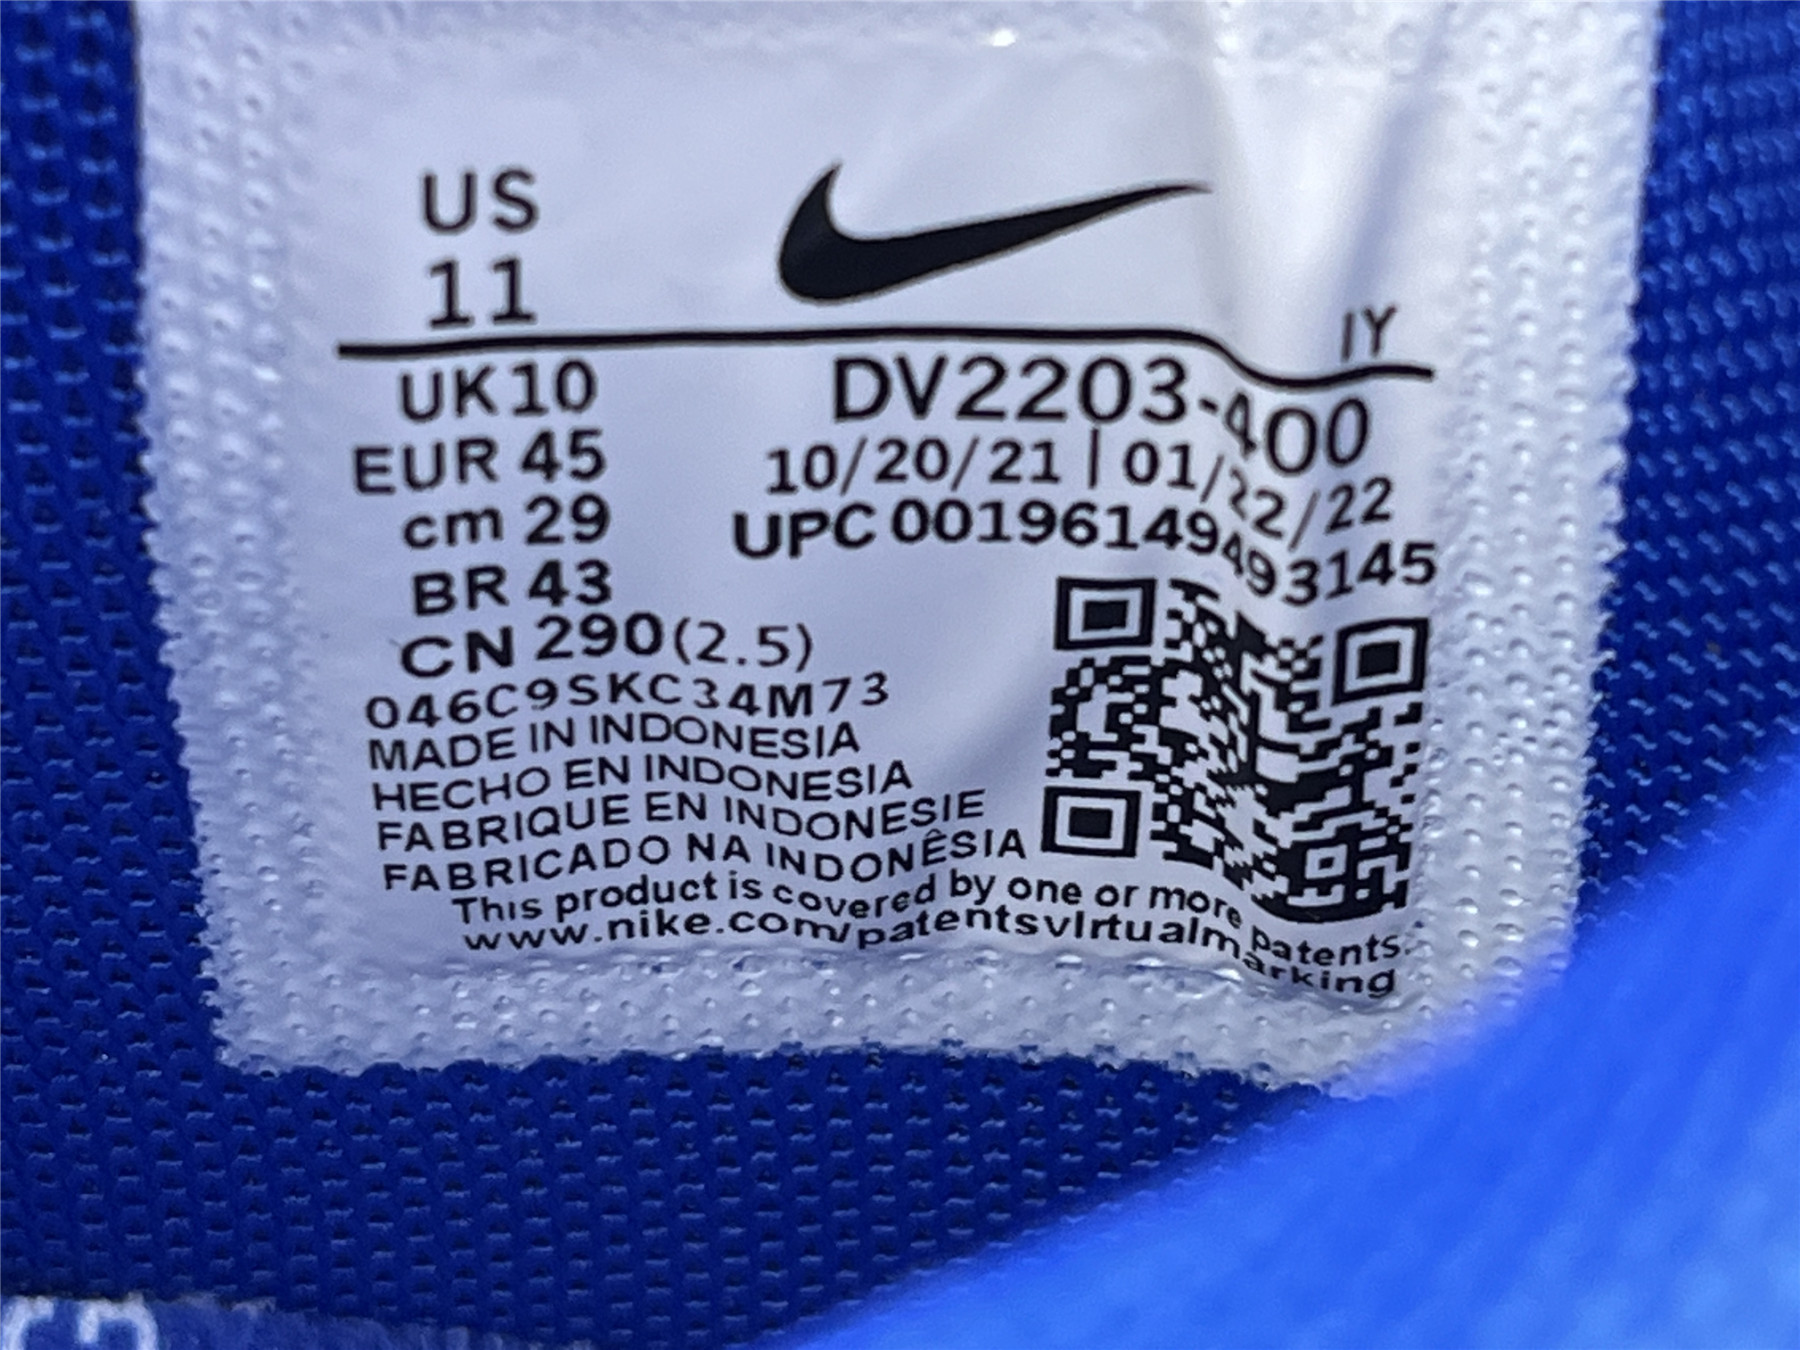 US
11
IY
UK 10
DV2203-400
EUR 45
10/20/21 | 01/22/22
cm 29
UPC 00196149493145
BR 43
CN 290(2.5)
046C9SKC34M73
MADE IN INDONESIA
HECHO EN INDONESIA
FABRIQUE EN INDONESIE
FABRICADO NA INDONÊSIA
This product is covered by one or more patents.
www.nike.com/patentsvIrtualmarking